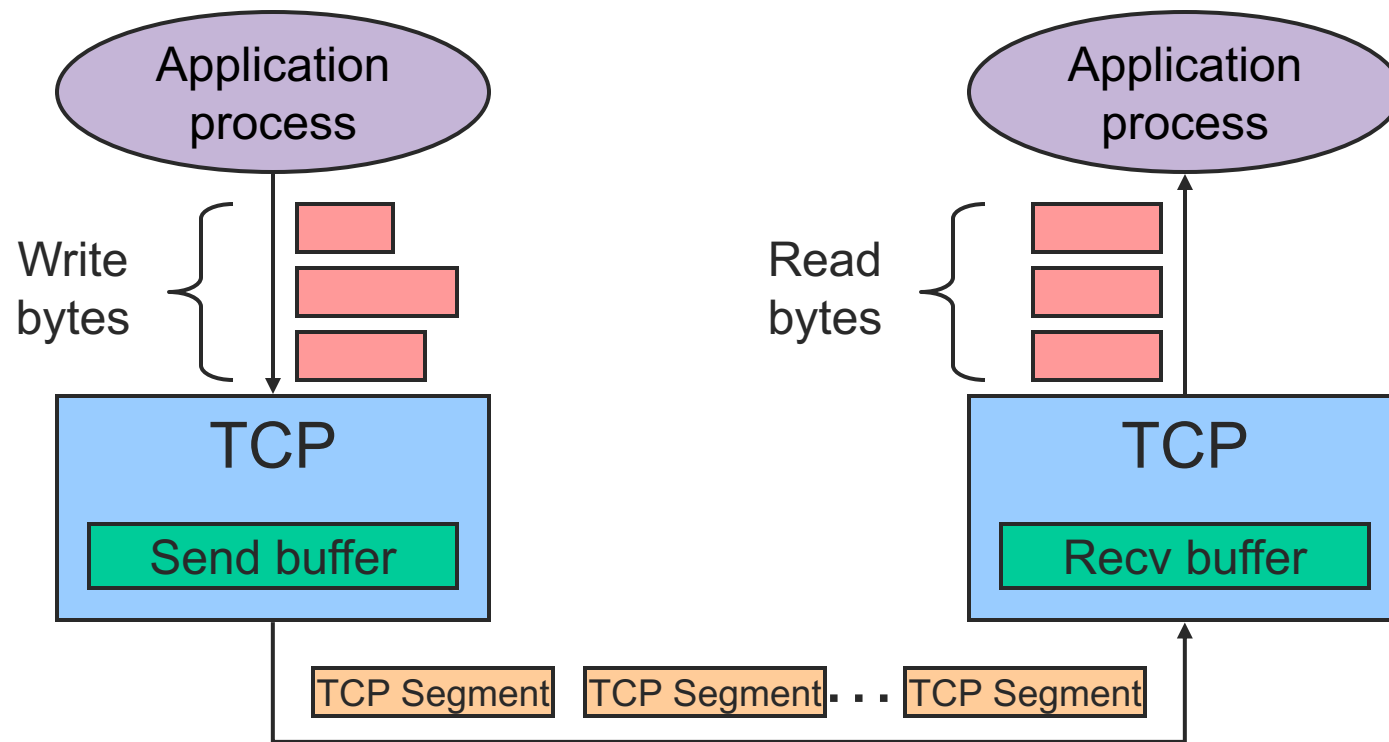 Application
process
Application
process
Write
bytes
Read
bytes
TCP
TCP
Send buffer
Recv buffer
TCP Segment TCP Segment . . . TCP Segment